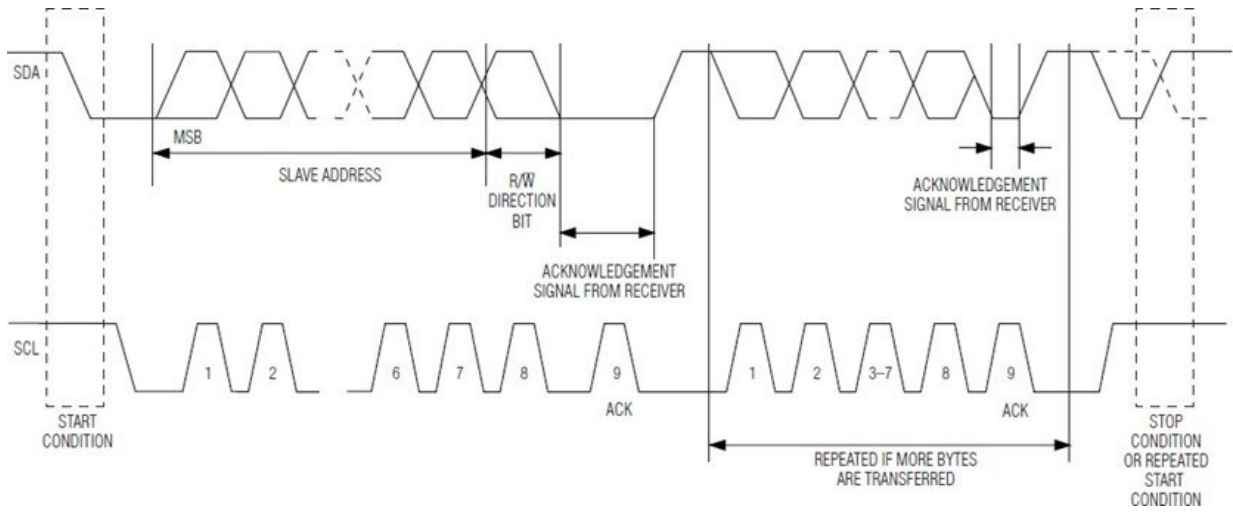 SDA
MSB
SLAVE ADDRESS
R/W̅
DIRECTION
BIT
ACKNOWLEDGEMENT
SIGNAL FROM RECEIVER
ACKNOWLEDGEMENT
SIGNAL FROM RECEIVER
SCL
1 2 6 7 8 9 1 2 3–7 8 9
ACK ACK
START
CONDITION
REPEATED IF MORE BYTES
ARE TRANSFERRED
STOP
CONDITION
OR REPEATED
START
CONDITION